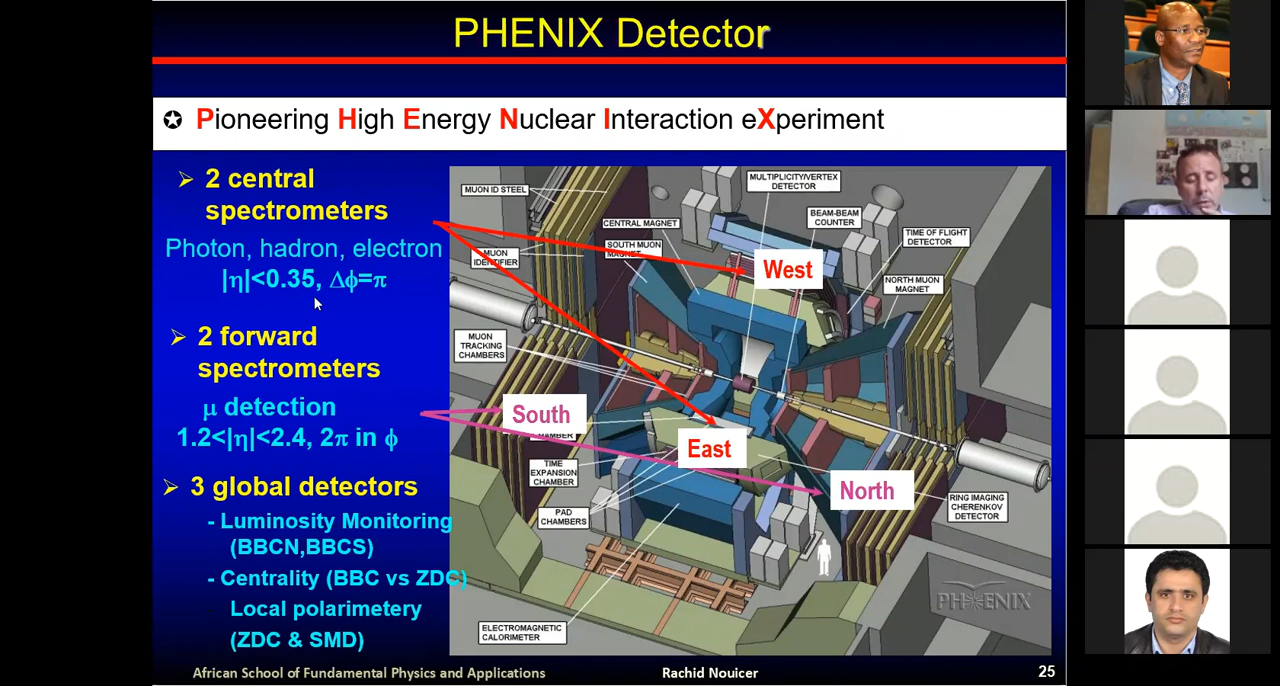 PHENIX Detector
✪ Pioneering High Energy Nuclear Interaction eXperiment
➢ 2 central
spectrometers
Photon, hadron, electron
|η|<0.35, Δϕ=π
➢ 2 forward
spectrometers
μ detection
1.2<|η|<2.4, 2π in ϕ
➢ 3 global detectors
- Luminosity Monitoring
(BBCN,BBCS)
- Centrality (BBC vs ZDC)
Local polarimetery
(ZDC & SMD)
MUON ID STEEL
MULTIPLICITY/VERTEX
DETECTOR
BEAM-BEAM
COUNTER
CENTRAL MAGNET
TIME OF FLIGHT
DETECTOR
SOUTH MUON
MAGNET
MUON
IDENTIFIER
West
NORTH MUON
MAGNET
MUON
TRACKING
CHAMBERS
South
CHAMBER
East
TIME
EXPANSION
CHAMBER
North
RING IMAGING
CHERENKOV
DETECTOR
PAD
CHAMBERS
PHENIX
ELECTROMAGNETIC
CALORIMETER
African School of Fundamental Physics and Applications
Rachid Nouicer
25